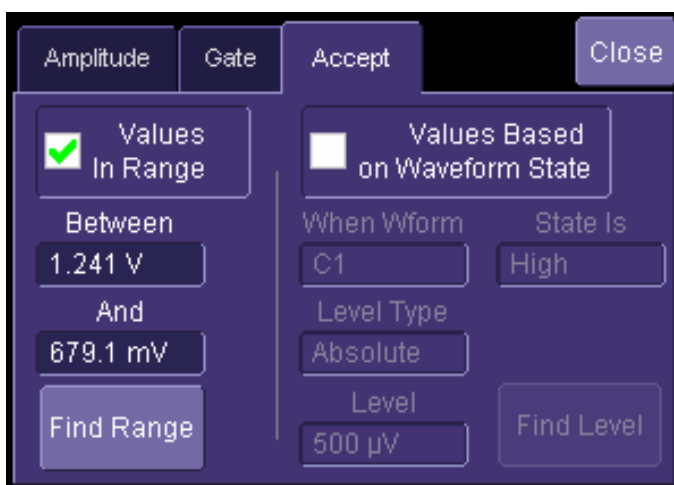 Amplitude
Gate
Accept
Close
Values
In Range
Between
1.241 V
And
679.1 mV
Find Range
Values Based
on Waveform State
When Wform
State Is
C1
High
Level Type
Absolute
Level
500 µV
Find Level